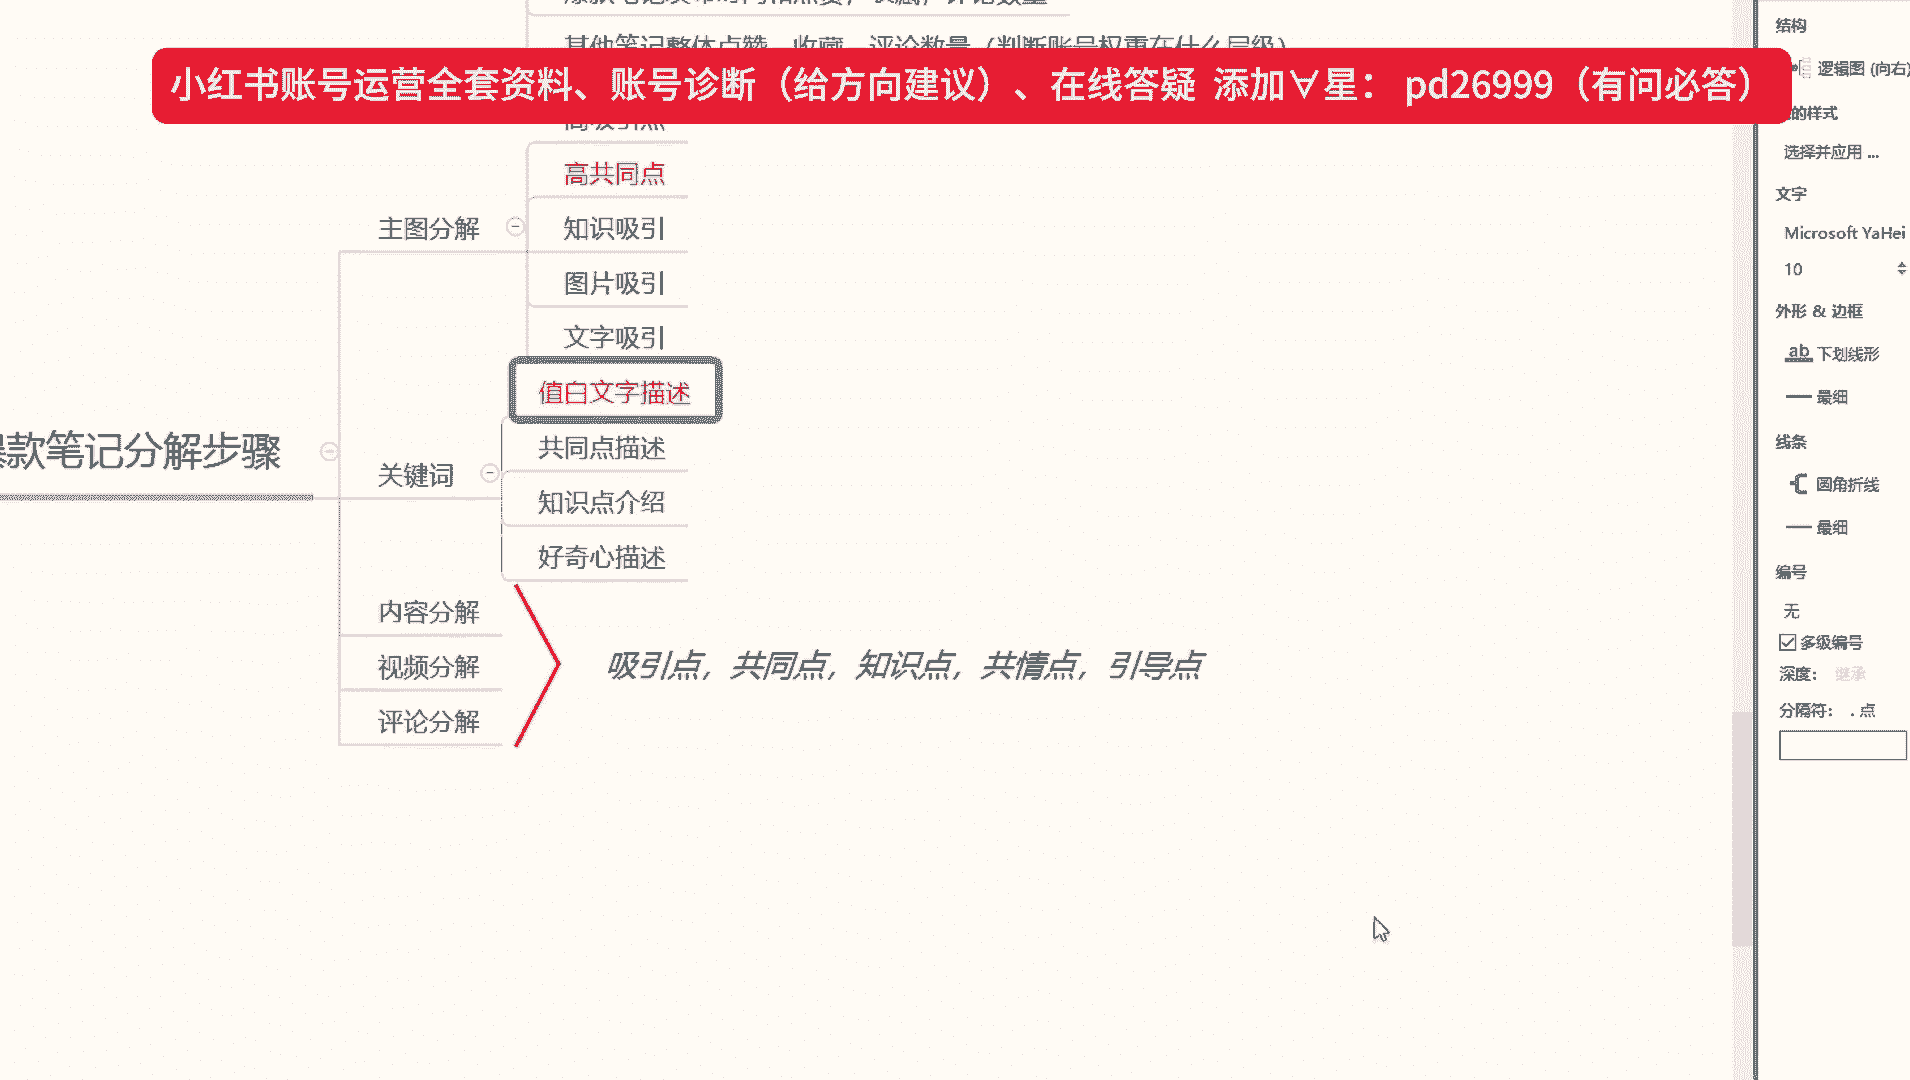 其他笔记整体点赞，收藏，评论数量（判断账号权重在什么层级）
小红书账号运营全套资料、账号诊断（给方向建议）、在线答疑 添加∀星： pd26999（有问必答）
高共同点
主图分解
知识吸引
图片吸引
文字吸引
值白文字描述
共同点描述
款笔记分解步骤
关键词
知识点介绍
好奇心描述
内容分解
视频分解
吸引点，共同点，知识点，共情点，引导点
评论分解
结构
逻辑图 (向右)
的样式
选择并应用 ...
文字
Microsoft YaHei
10
外形 & 边框
ab 下划线形
最细
线条
圆角折线
最细
编号
无
多级编号
深度： 继承
分隔符： . 点